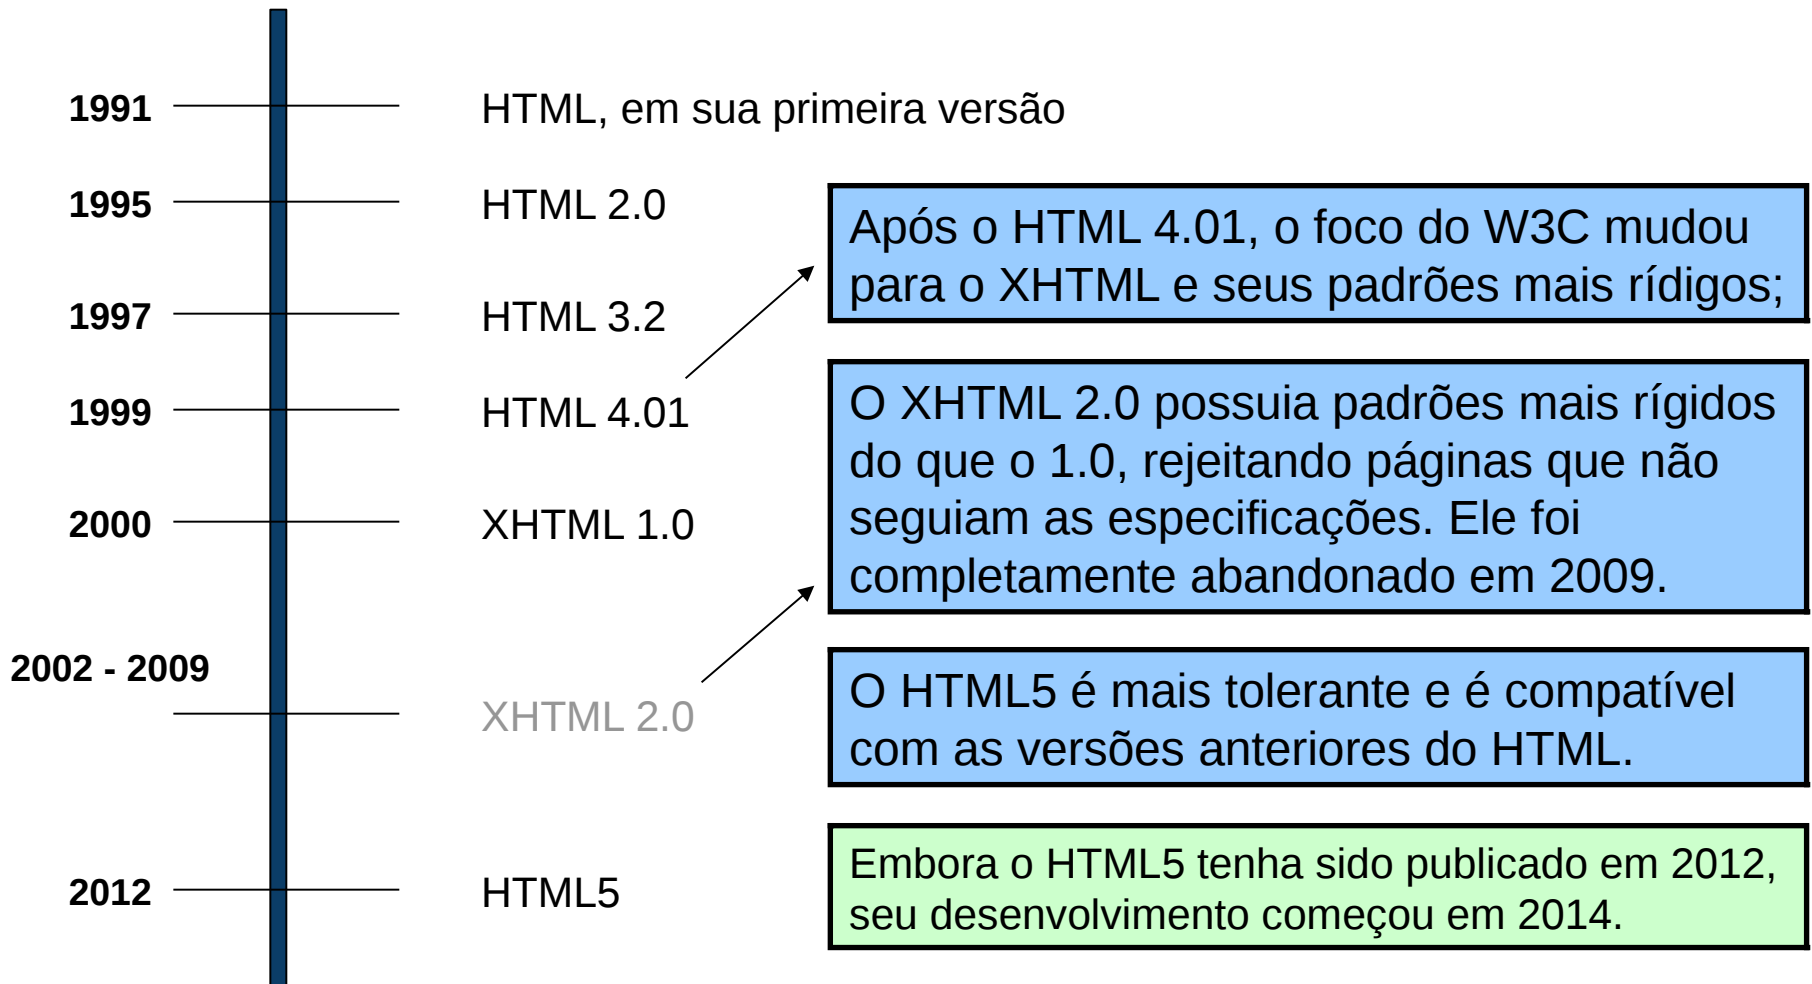 1991 HTML, em sua primeira versão
1995 HTML 2.0
1997 HTML 3.2
1999 HTML 4.01
2000 XHTML 1.0
2002 - 2009
XHTML 2.0
2012 HTML5
Após o HTML 4.01, o foco do W3C mudou
para o XHTML e seus padrões mais rídigos;
O XHTML 2.0 possuia padrões mais rígidos
do que o 1.0, rejeitando páginas que não
seguiam as especificações. Ele foi
completamente abandonado em 2009.
O HTML5 é mais tolerante e é compatível
com as versões anteriores do HTML.
Embora o HTML5 tenha sido publicado em 2012,
seu desenvolvimento começou em 2014.